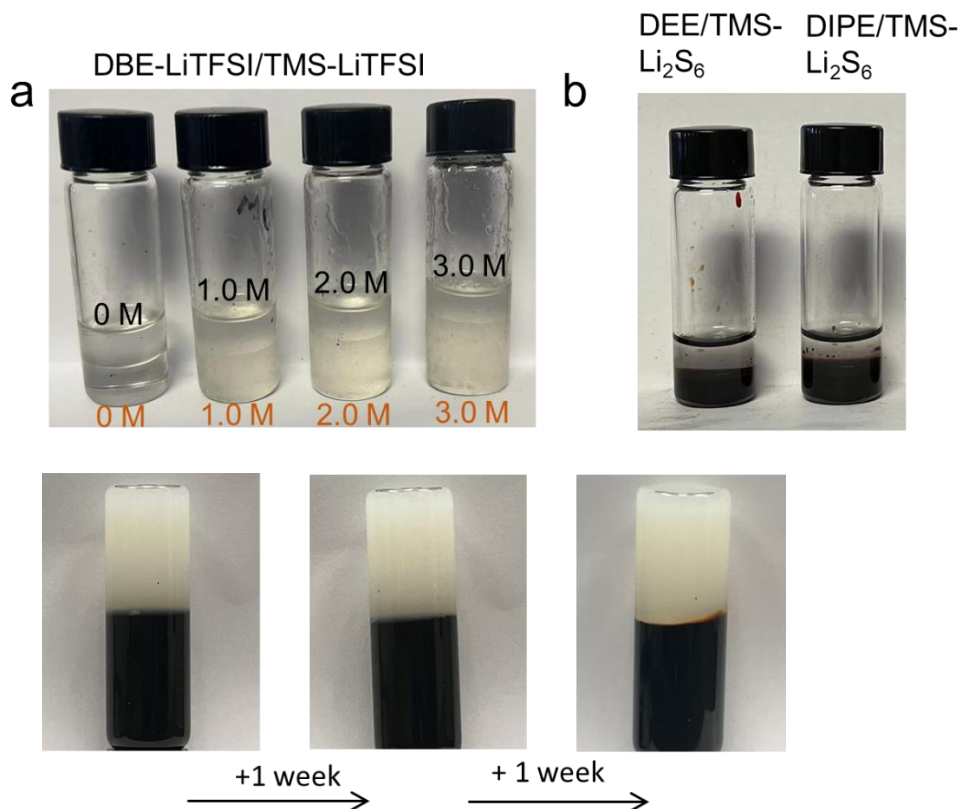 DBE-LiTFSI/TMS-LiTFSI
a
0 M
1.0 M
2.0 M
3.0 M
0 M
1.0 M
2.0 M
3.0 M
DEE/TMS-
Li₂S₆
DIPE/TMS-
Li₂S₆
b
+1 week
+ 1 week